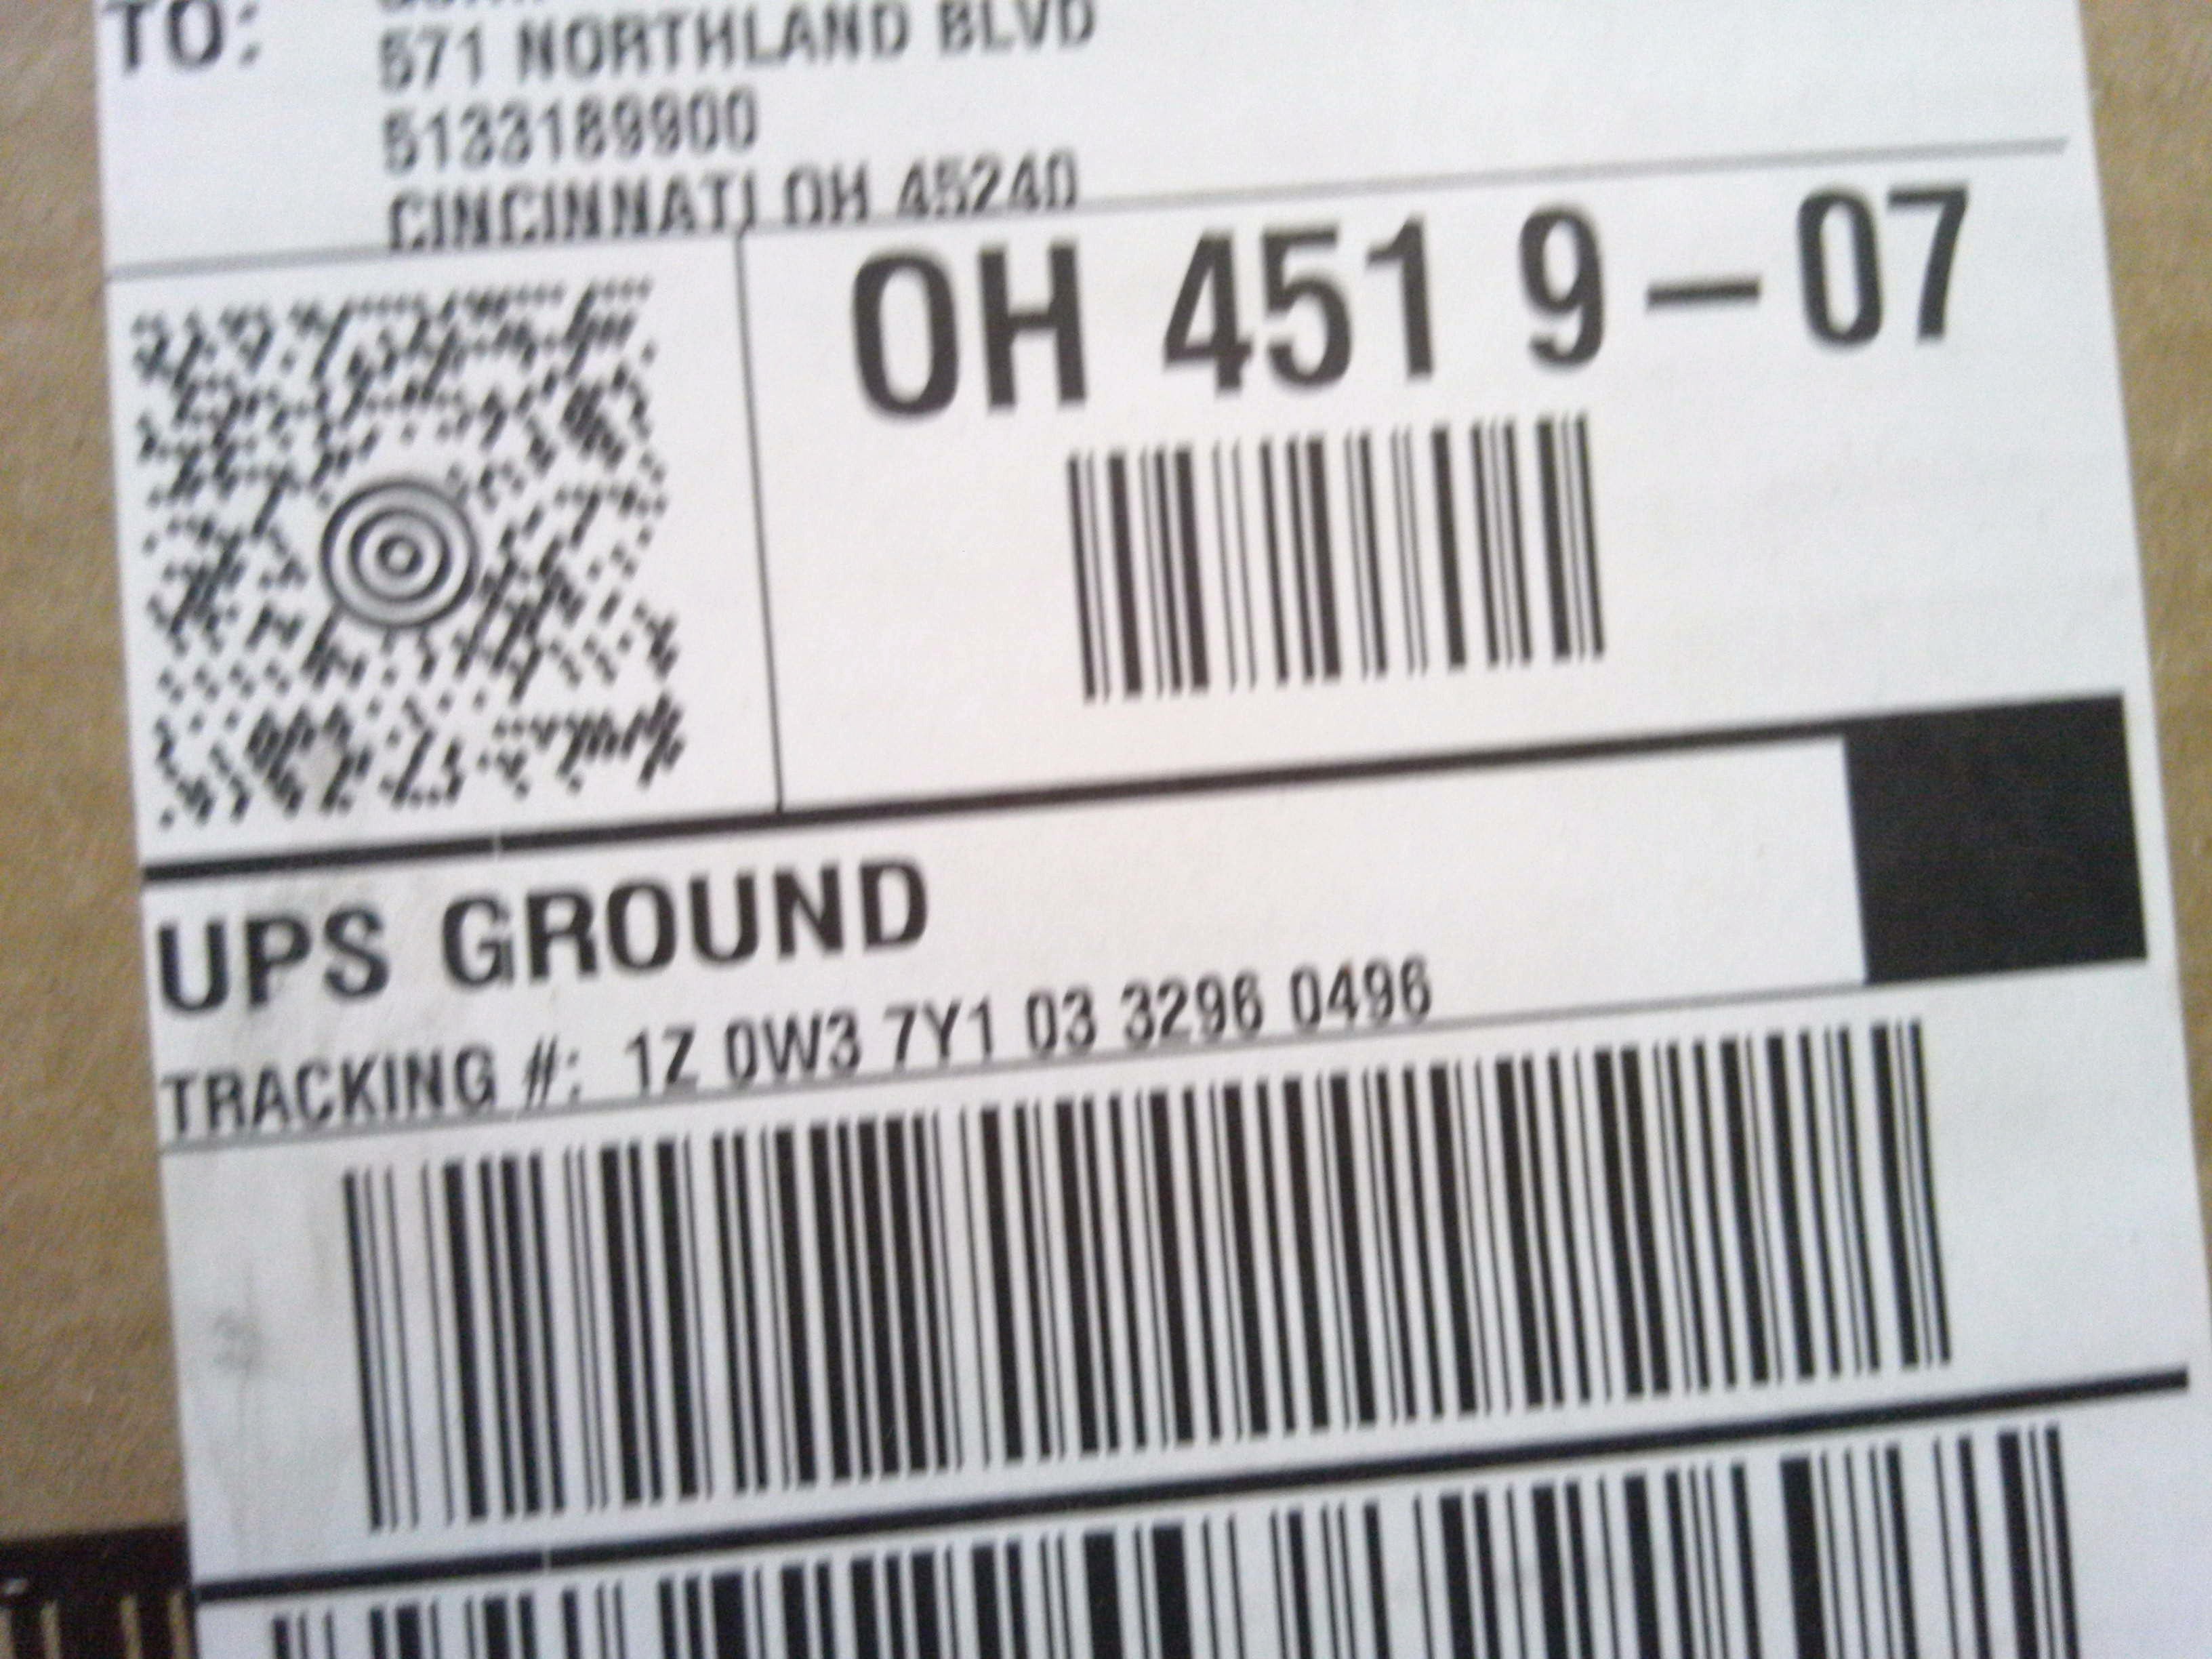 TO:
571 NORTHLAND BLVD
5133189900
CINCINNATI OH 45240
OH 451 9-07
UPS GROUND
TRACKING #: 1Z 0W3 7Y1 03 3296 0496